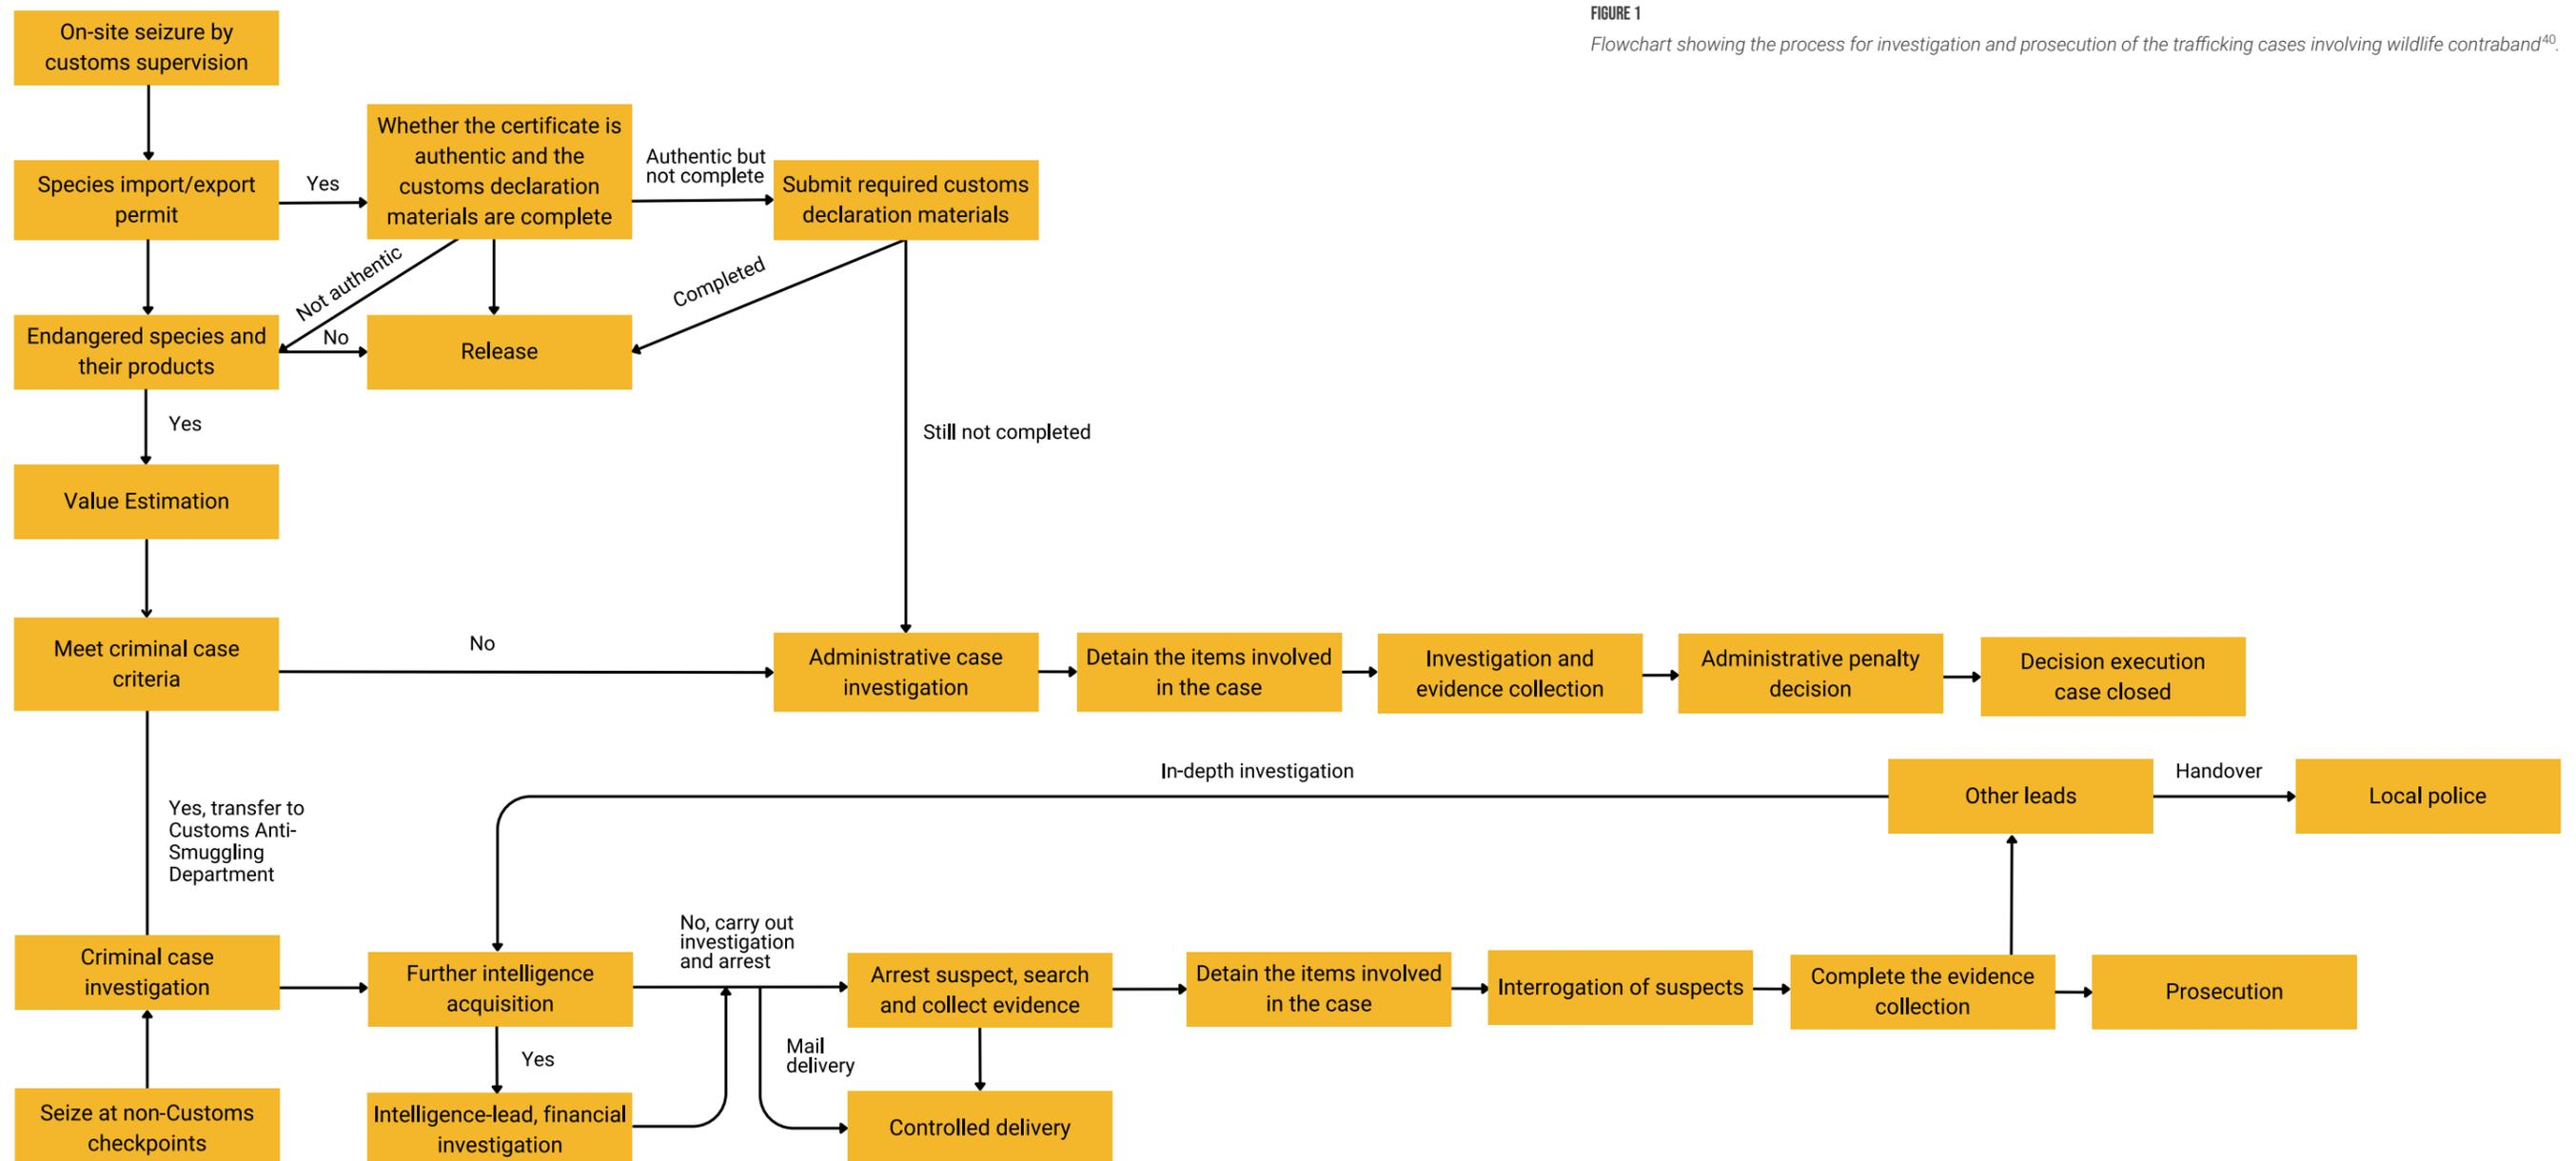 FIGURE 1
Flowchart showing the process for investigation and prosecution of the trafficking cases involving wildlife contraband40.
On-site seizure by
customs supervision
Species import/export
permit
Yes
Whether the certificate is
authentic and the
customs declaration
materials are complete
Authentic but
not complete
Submit required customs
declaration materials
Not authentic
Completed
Endangered species and
their products
No
Release
Yes
Still not completed
Value Estimation
Meet criminal case
criteria
No
Administrative case
investigation
Detain the items involved
in the case
Investigation and
evidence collection
Administrative penalty
decision
Decision execution
case closed
Yes, transfer to
Customs Anti-
Smuggling
Department
In-depth investigation
Other leads
Handover
Local police
Criminal case
investigation
Further intelligence
acquisition
No, carry out
investigation
and arrest
Arrest suspect, search
and collect evidence
Detain the items involved
in the case
Interrogation of suspects
Complete the evidence
collection
Prosecution
Yes
Mail
delivery
Seize at non-Customs
checkpoints
Intelligence-lead, financial
investigation
Controlled delivery